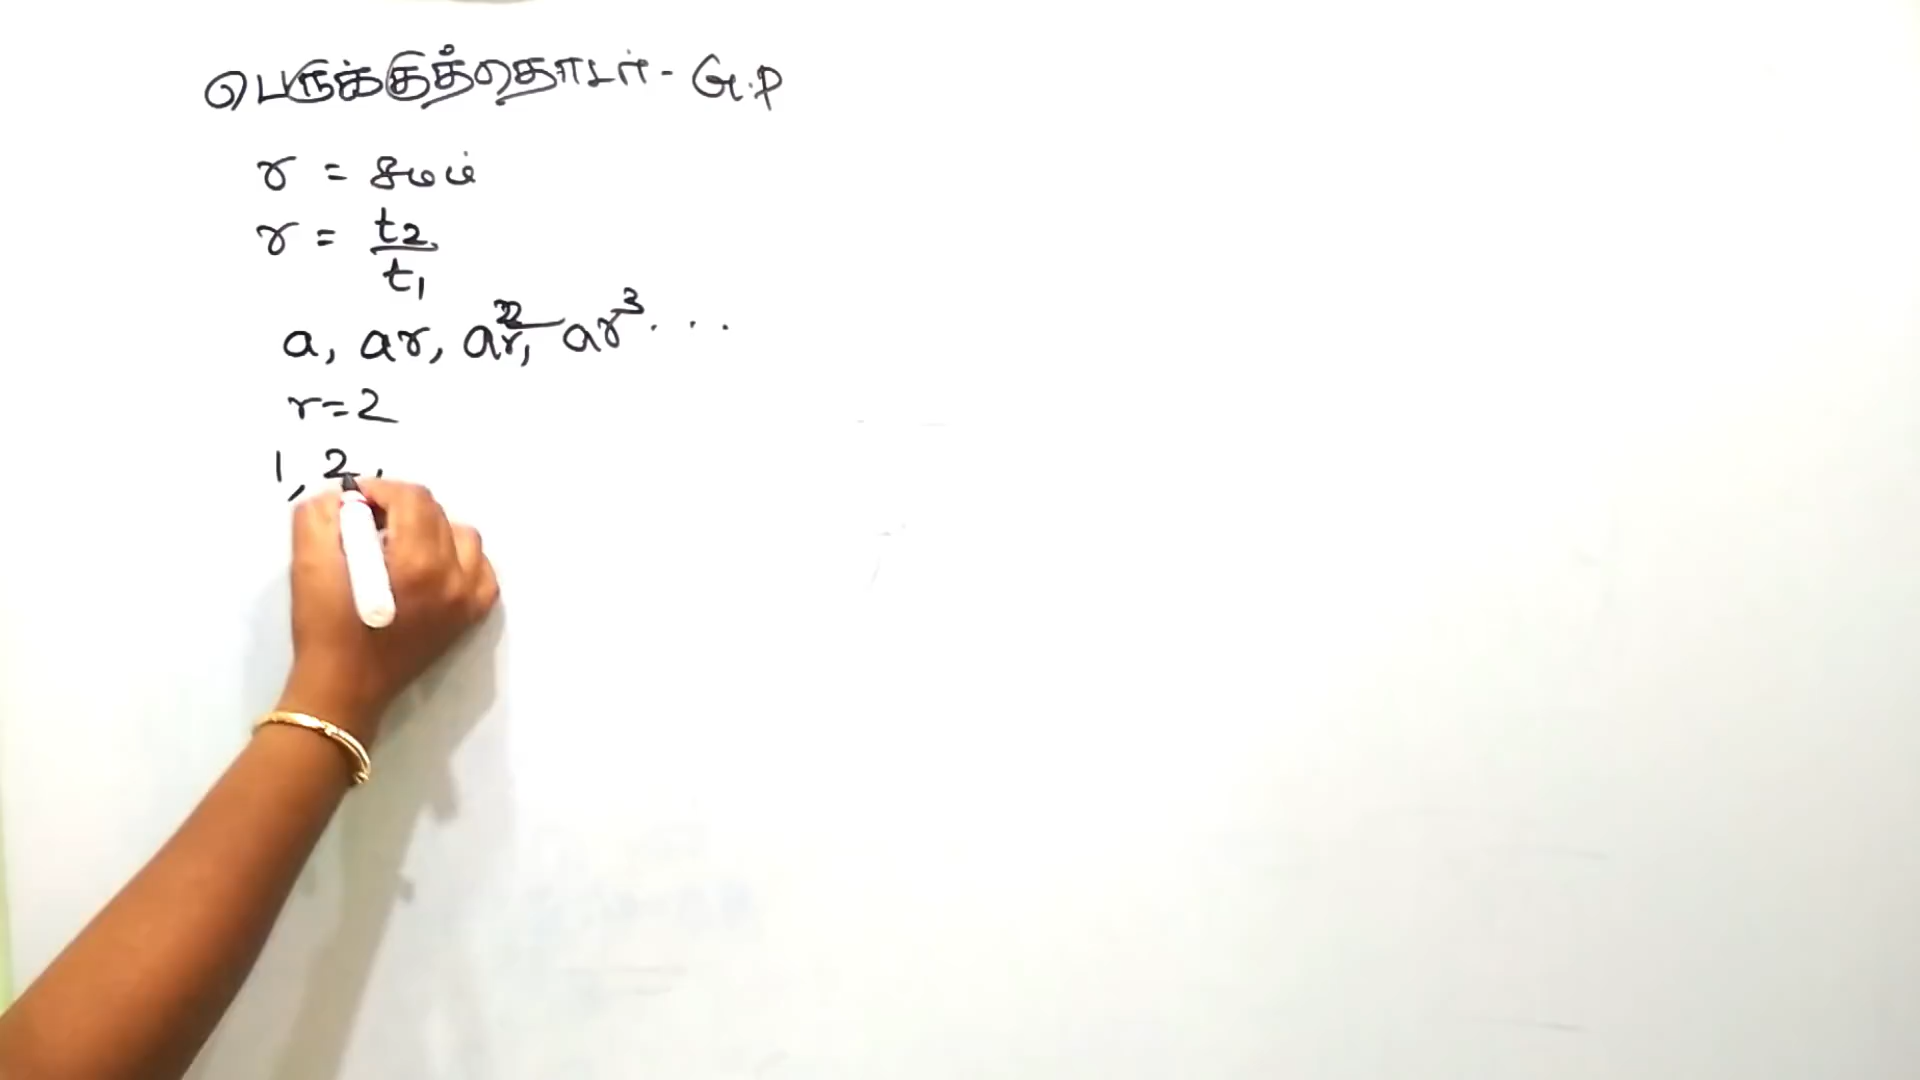 பெருக்குத்தொடர் - G.P
r = சமம்
r = t₂/t₁
a, ar, ar², ar³ . . .
r=2
1, 2,